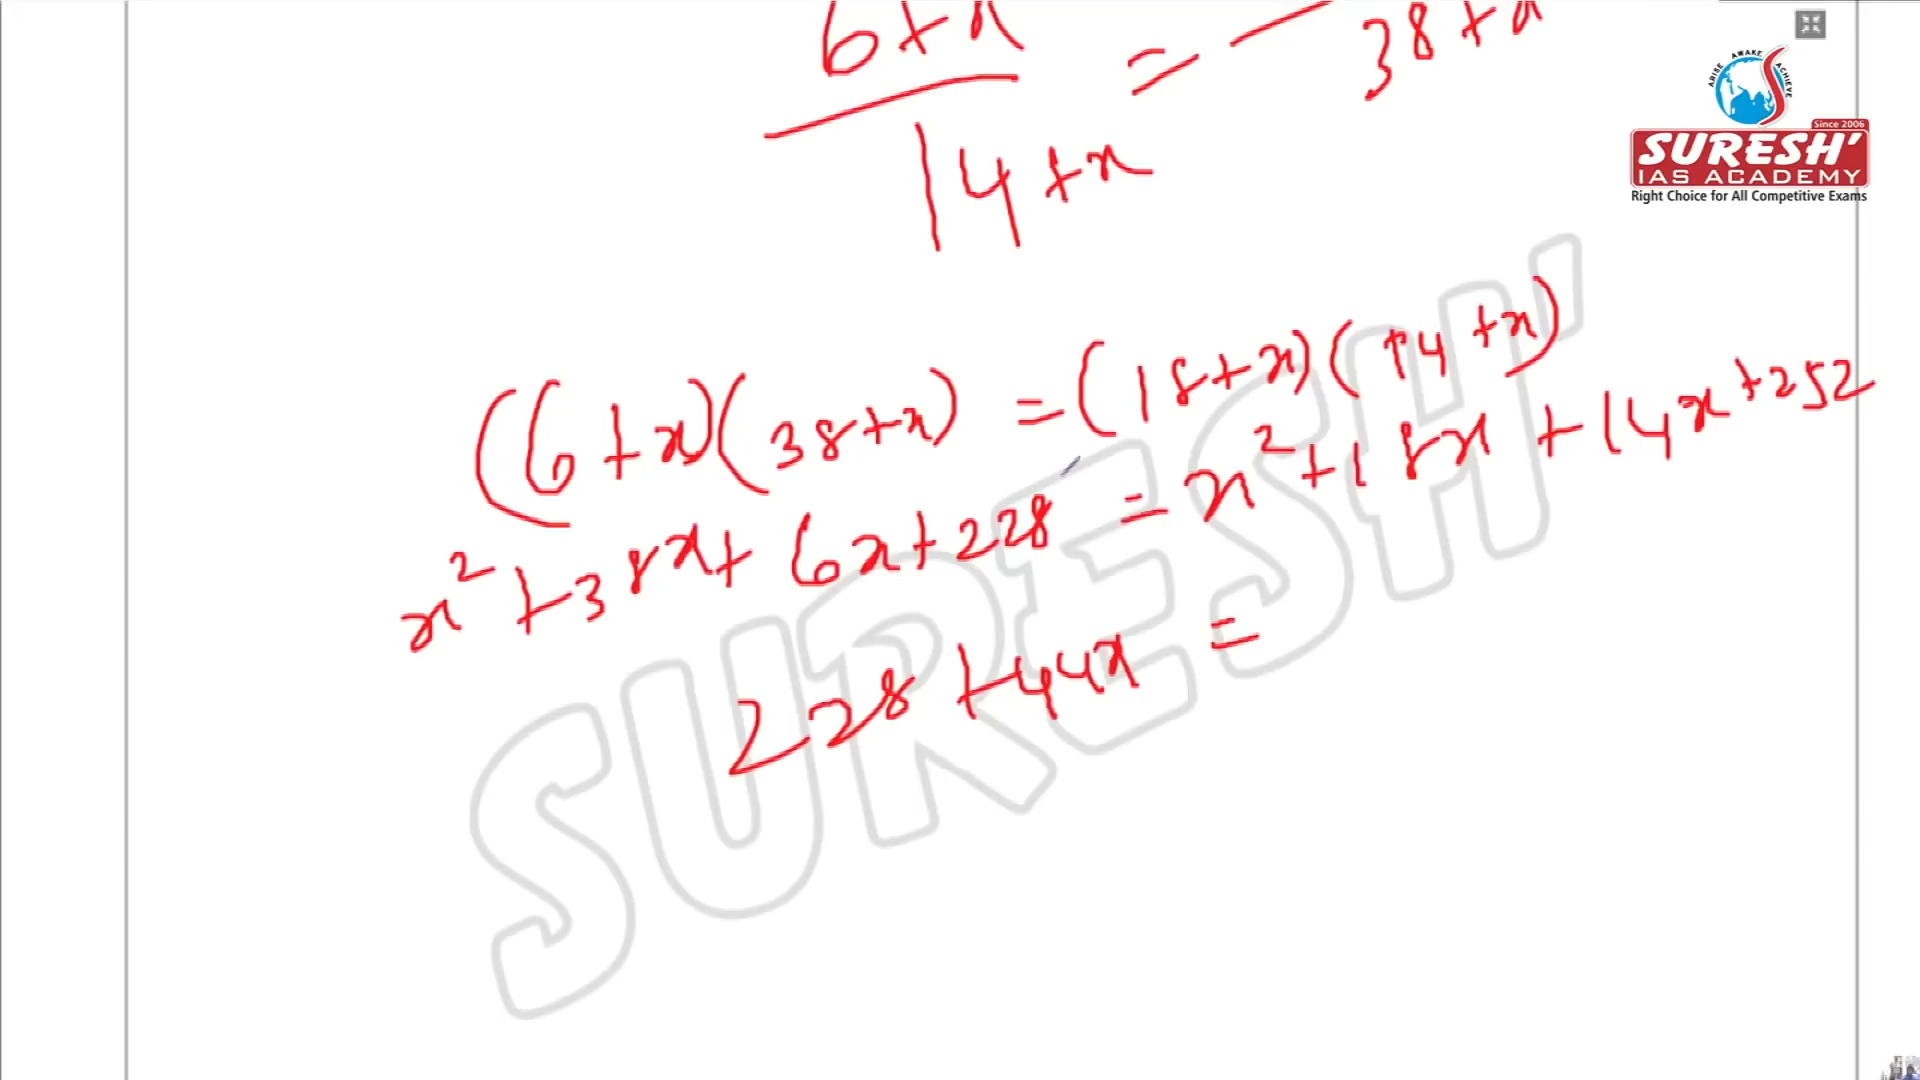 6+x = 38+x
14+x
(6+x)(38+x) = (18+x)(14+x)
x²+38x+6x+228 = x²+18x+14x+252
228+44x =
ARISE AWAKE ACHIEVE
Since 2006
SURESH'
IAS ACADEMY
Right Choice for All Competitive Exams
SURESH'